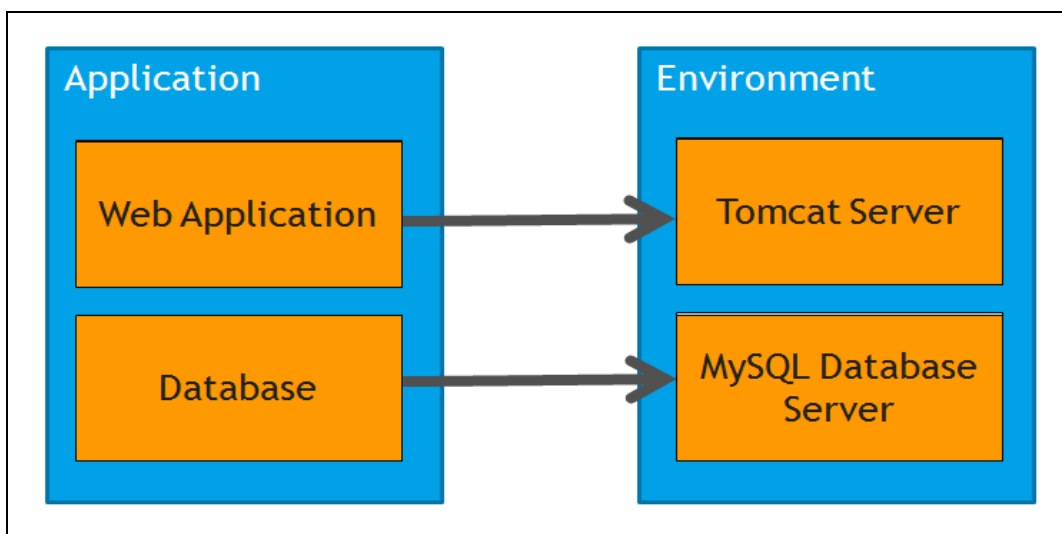 Application
Web Application
Database
Environment
Tomcat Server
MySQL Database
Server